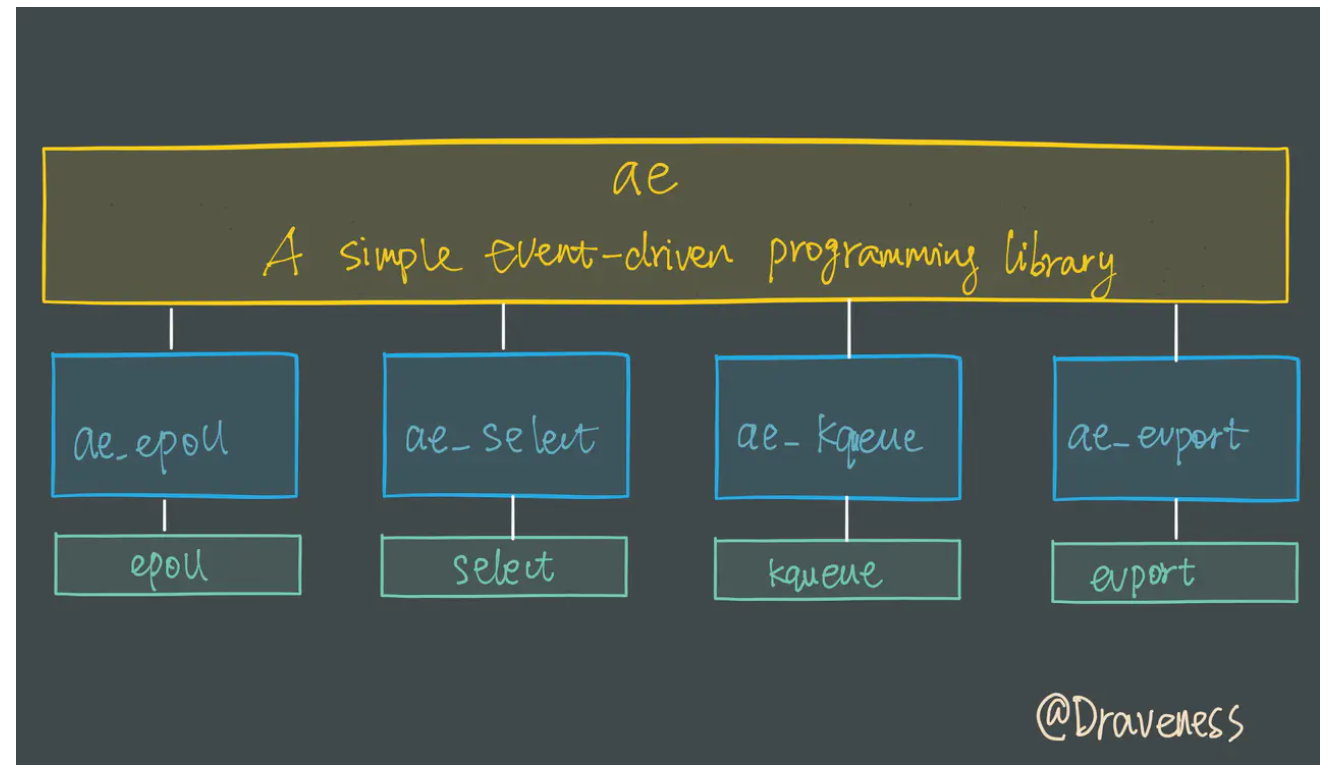 ae
A simple event-driven programming library
ae_epoll
ae_select
ae_kqueue
ae_evport
epoll
select
kqueue
evport
@Draveness